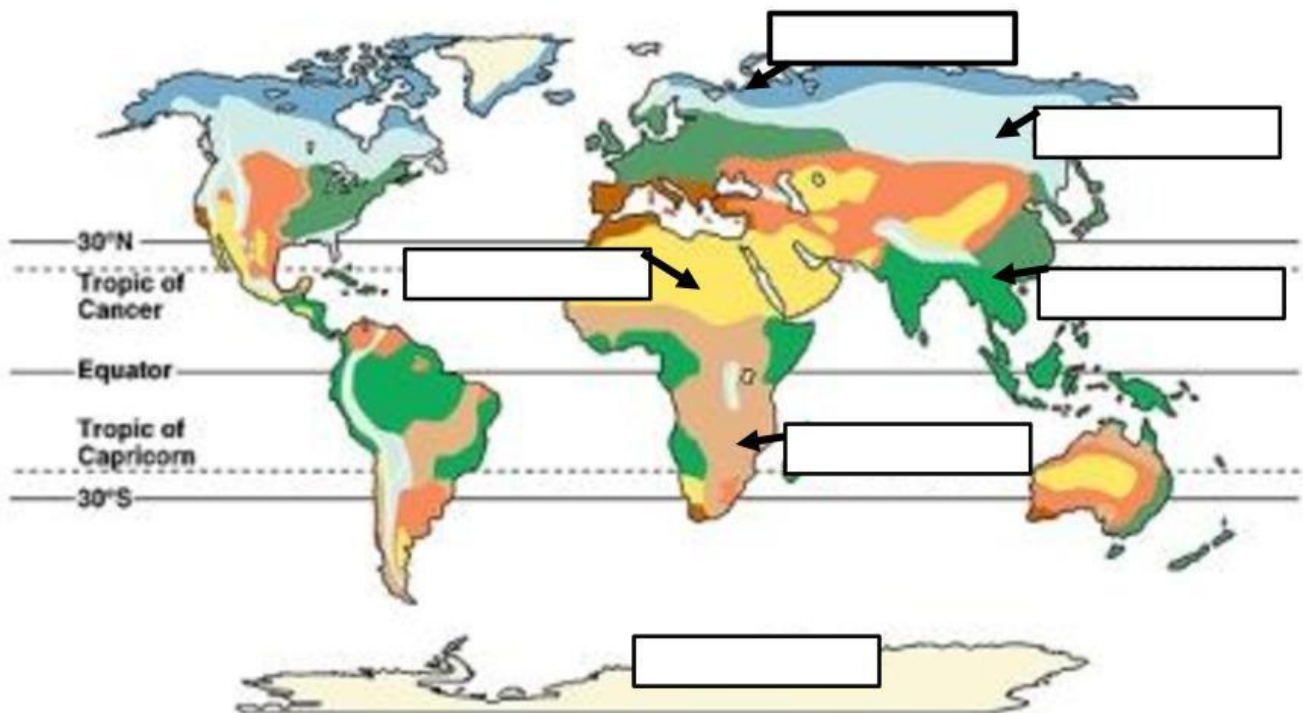 30°N
Tropic of
Cancer
Equator
Tropic of
Capricorn
30°S